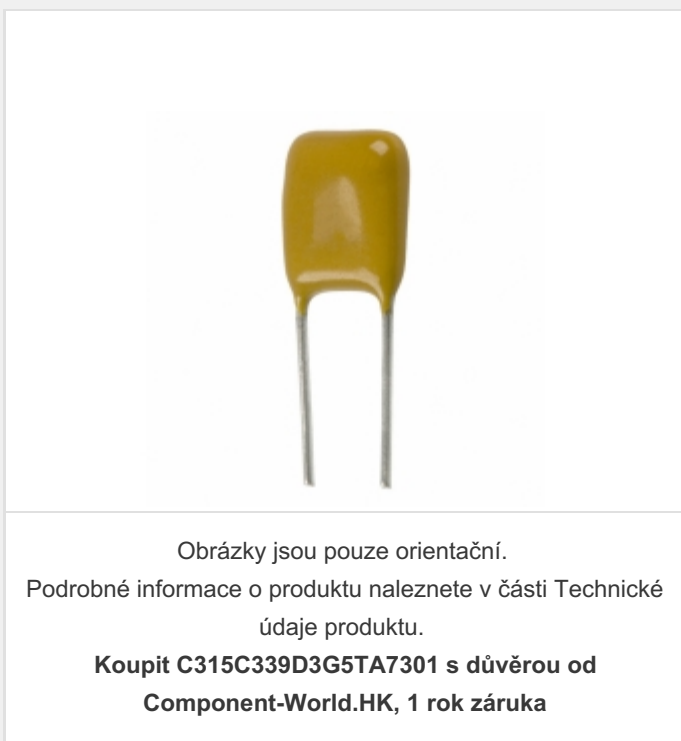 Obrázky jsou pouze orientační.
Podrobné informace o produktu naleznete v části Technické
údaje produktu.
Koupit C315C339D3G5TA7301 s důvěrou od
Component-World.HK, 1 rok záruka